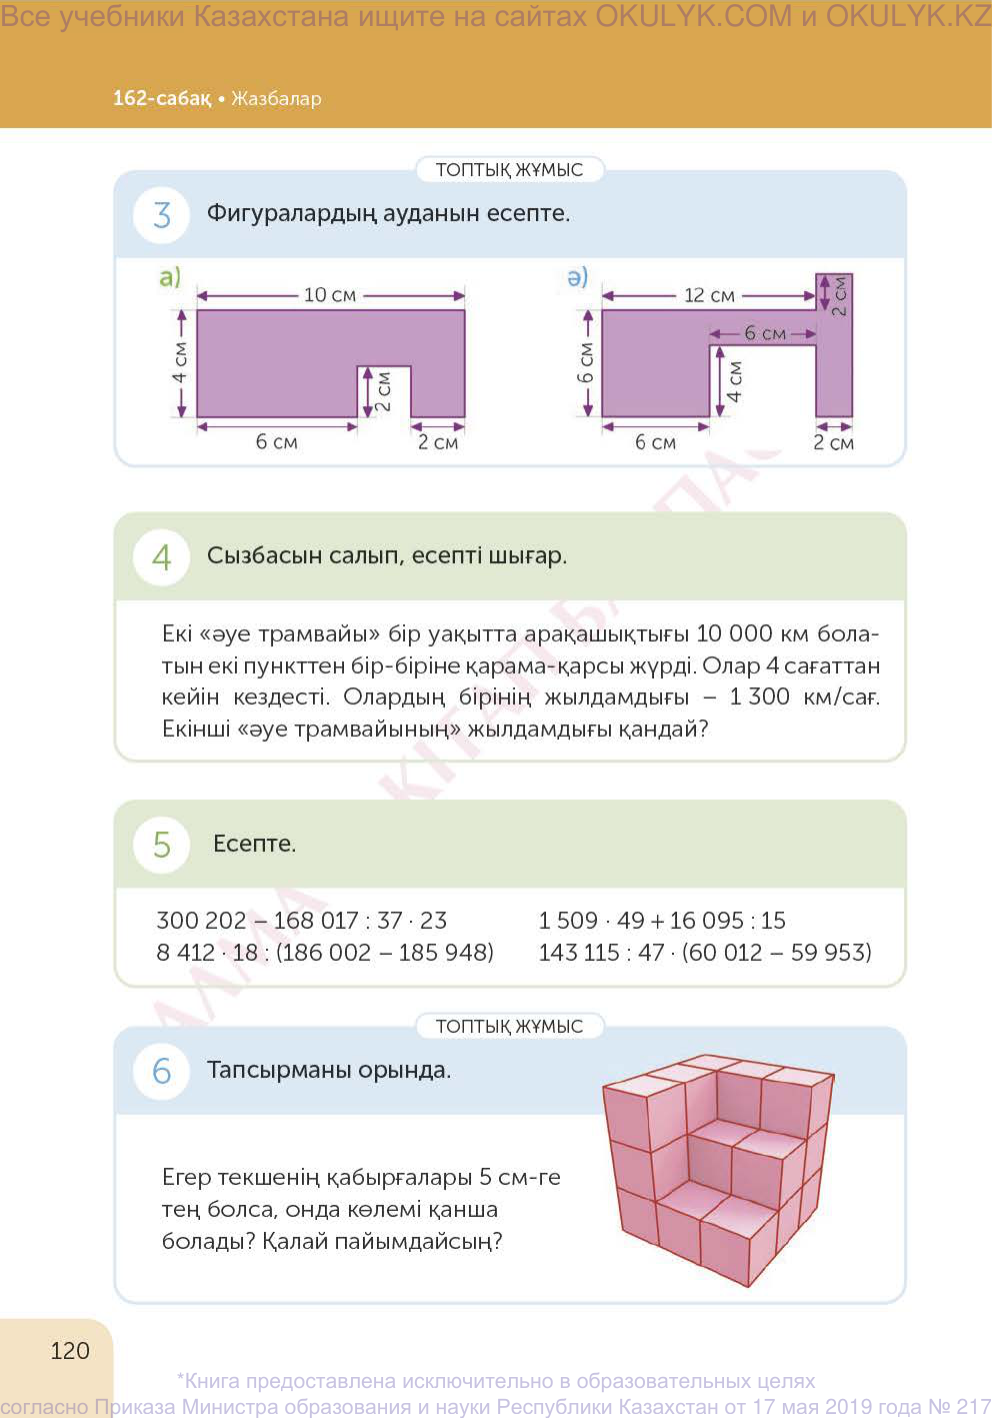 Все учебники Казахстана ищите на сайтах OKULYK.COM и OKULYK.KZ
162-сабақ • Жазбалар
ТОПТЫҚ ЖҰМЫС
3 Фигуралардың ауданын есепте.
а)
10 см
4 см
2 см
6 см
2 см
ә)
12 см
2 см
6 см
6 см
4 см
6 см
2 см
4 Сызбасын салып, есепті шығар.
Екі «әуе трамвайы» бір уақытта арақашықтығы 10 000 км бола-
тын екі пункттен бір-біріне қарама-қарсы жүрді. Олар 4 сағаттан
кейін кездесті. Олардың бірінің жылдамдығы – 1 300 км/сағ.
Екінші «әуе трамвайының» жылдамдығы қандай?
5 Есепте.
300 202 – 168 017 : 37 · 23
8 412 · 18 : (186 002 – 185 948)
1 509 · 49 + 16 095 : 15
143 115 : 47 · (60 012 – 59 953)
ТОПТЫҚ ЖҰМЫС
6 Тапсырманы орында.
Егер текшенің қабырғалары 5 см-ге
тең болса, онда көлемі қанша
болады? Қалай пайымдайсың?
120
*Книга предоставлена исключительно в образовательных целях
согласно Приказа Министра образования и науки Республики Казахстан от 17 мая 2019 года № 217